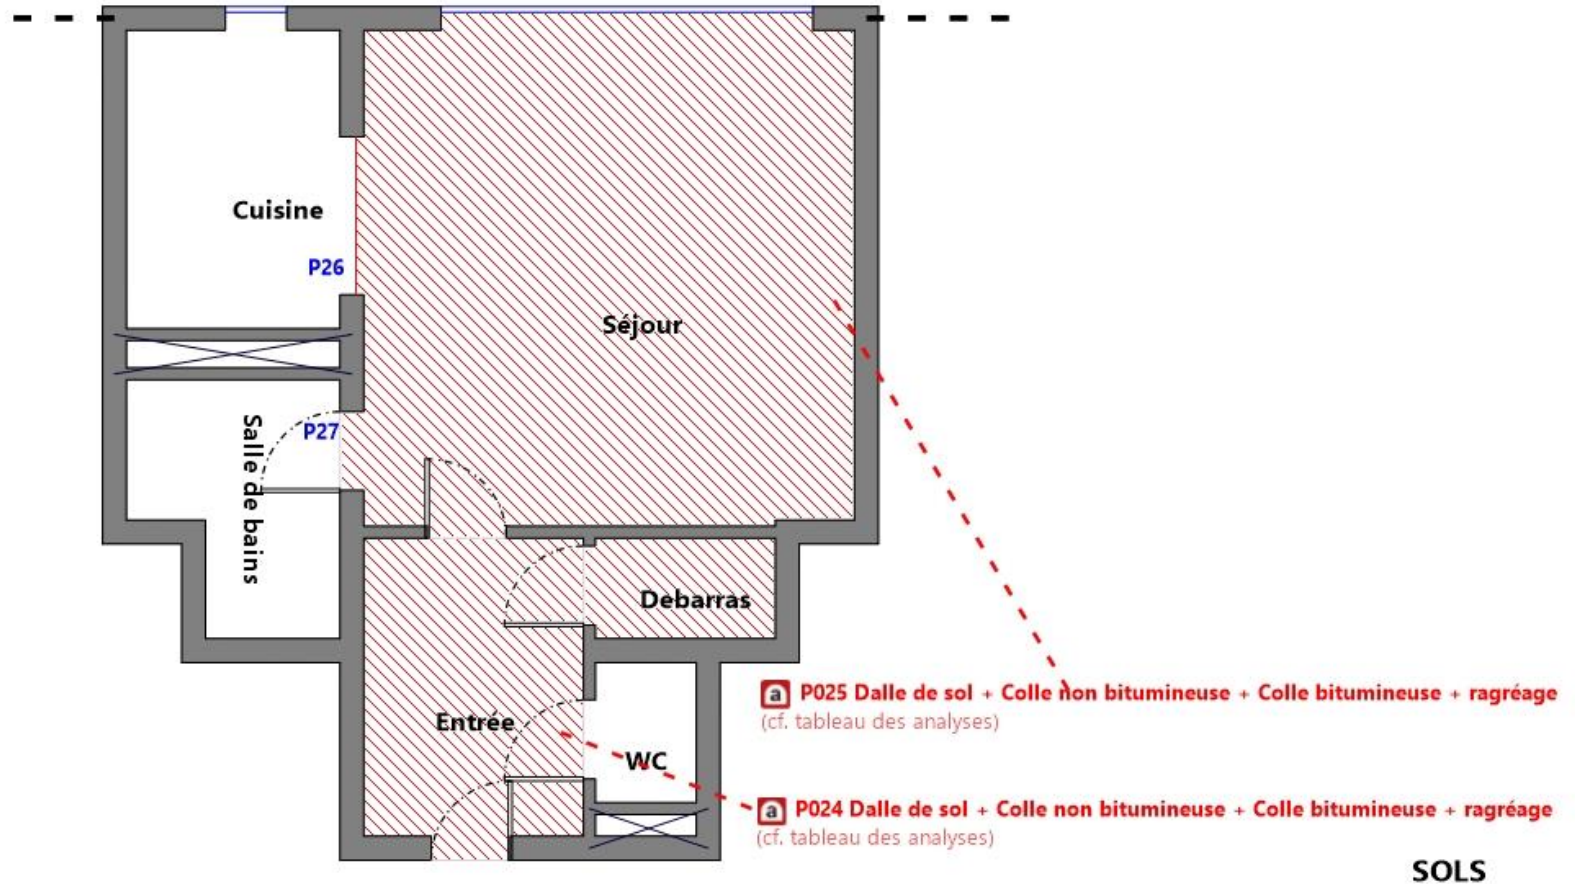 Cuisine
P26
Séjour
P27
Salle de bains
Debarras
a P025 Dalle de sol + Colle non bitumineuse + Colle bitumineuse + ragréage
(cf. tableau des analyses)
Entrée
WC
a P024 Dalle de sol + Colle non bitumineuse + Colle bitumineuse + ragréage
(cf. tableau des analyses)
SOLS